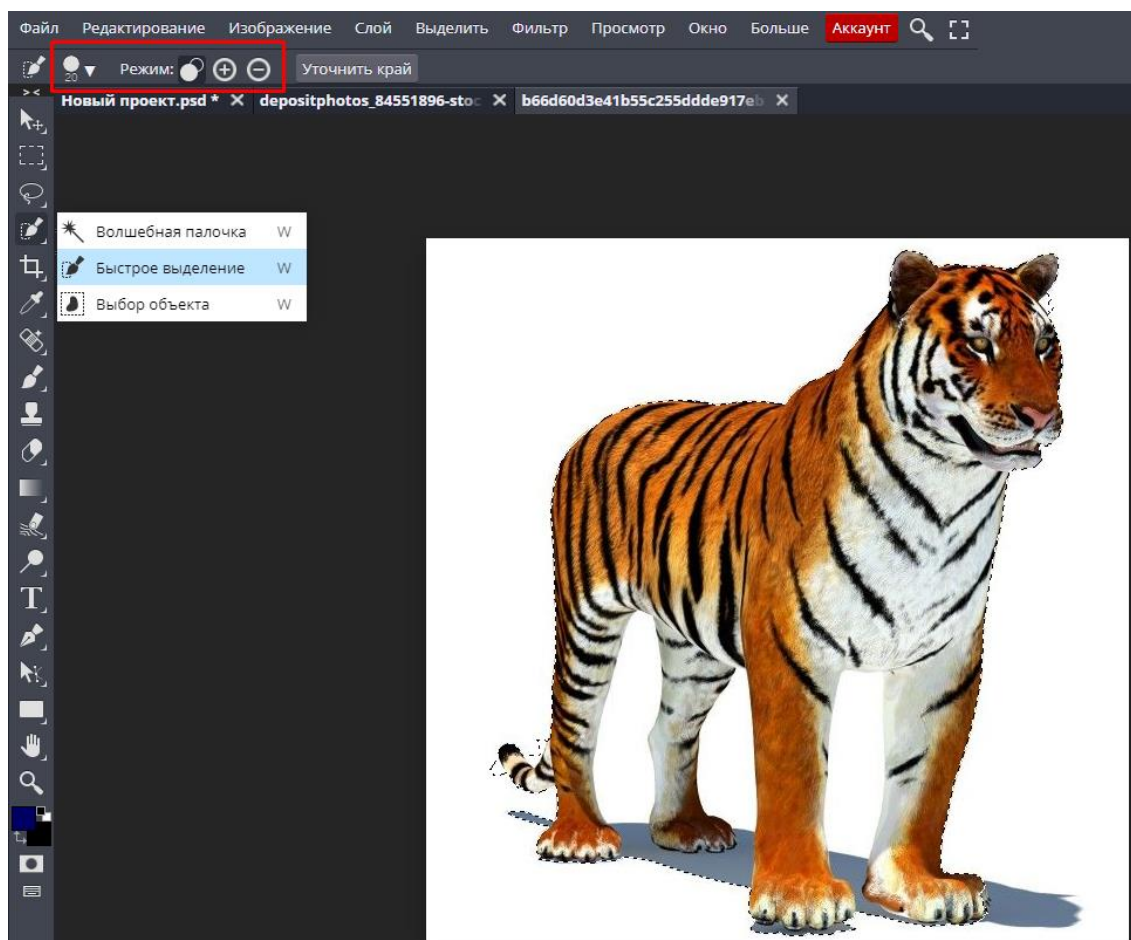 Файл Редактирование Изображение Слой Выделить Фильтр Просмотр Окно Больше Аккаунт
20 Режим: Уточнить край
Новый проект.psd * depositphotos_84551896-stoc b66d60d3e41b55c255ddde917eb
Волшебная палочка W
Быстрое выделение W
Выбор объекта W